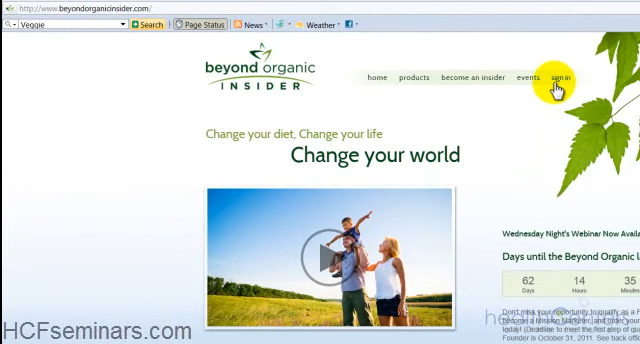 http://www.beyondorganicinsider.com/
Veggie Search Page Status News Weather
beyond organic
INSIDER
home products become an insider events sign in
Change your diet, Change your life
Change your world
Wednesday Night's Webinar Now Availa
Days until the Beyond Organic la
62 14 35
Days Hours Minutes
Don't miss your opportunity to qualify as a F
become a Mission Marketer, and order your
today! (Deadline to meet the first step of qua
Founder is October 31, 2011. See back offic
HCFseminars.com